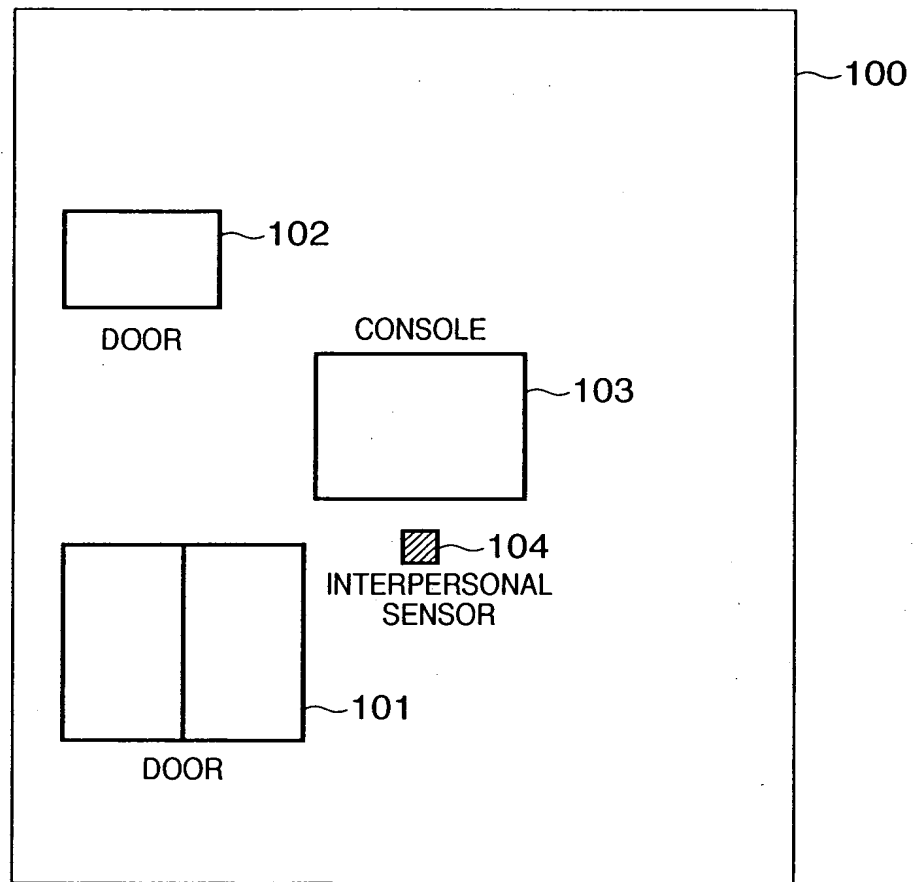 100
102
DOOR
CONSOLE
103
104
INTERPERSONAL
SENSOR
101
DOOR